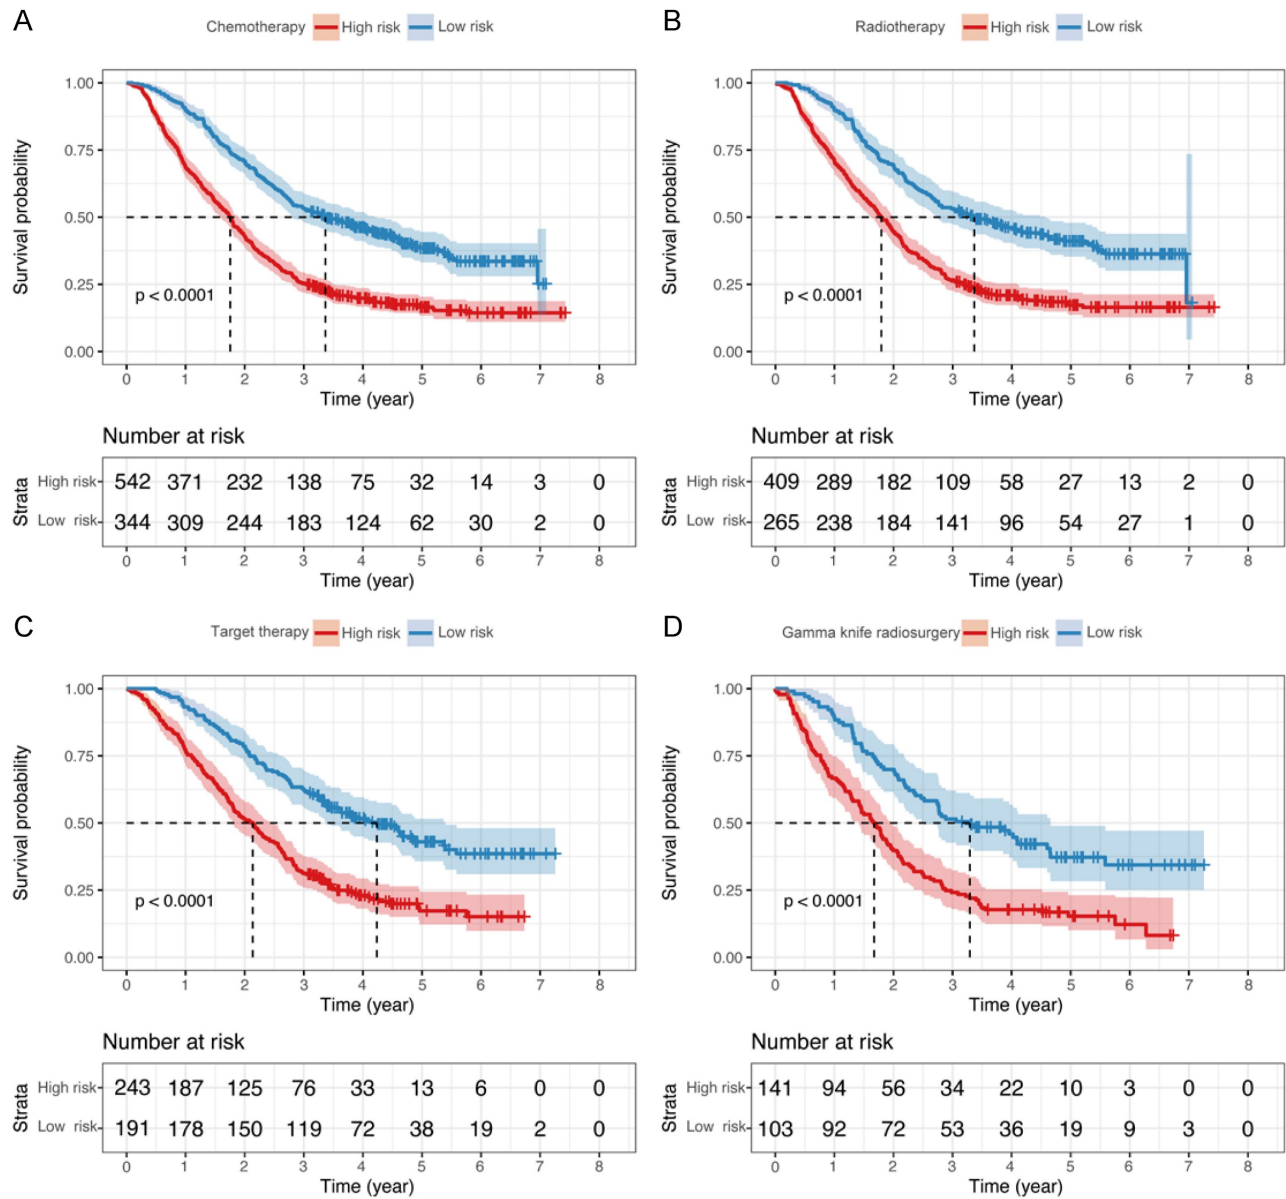 A
Chemotherapy High risk Low risk
1.00
0.75
0.50
0.25
0.00
Survival probability
p < 0.0001
0 1 2 3 4 5 6 7 8
Time (year)
Number at risk
Strata
High risk 542 371 232 138 75 32 14 3 0
Low risk 344 309 244 183 124 62 30 2 0
0 1 2 3 4 5 6 7 8
Time (year)
B
Radiotherapy High risk Low risk
1.00
0.75
0.50
0.25
0.00
Survival probability
p < 0.0001
0 1 2 3 4 5 6 7 8
Time (year)
Number at risk
Strata
High risk 409 289 182 109 58 27 13 2 0
Low risk 265 238 184 141 96 54 27 1 0
0 1 2 3 4 5 6 7 8
Time (year)
C
Target therapy High risk Low risk
1.00
0.75
0.50
0.25
0.00
Survival probability
p < 0.0001
0 1 2 3 4 5 6 7 8
Time (year)
Number at risk
Strata
High risk 243 187 125 76 33 13 6 0 0
Low risk 191 178 150 119 72 38 19 2 0
0 1 2 3 4 5 6 7 8
Time (year)
D
Gamma knife radiosurgery High risk Low risk
1.00
0.75
0.50
0.25
0.00
Survival probability
p < 0.0001
0 1 2 3 4 5 6 7 8
Time (year)
Number at risk
Strata
High risk 141 94 56 34 22 10 3 0 0
Low risk 103 92 72 53 36 19 9 3 0
0 1 2 3 4 5 6 7 8
Time (year)